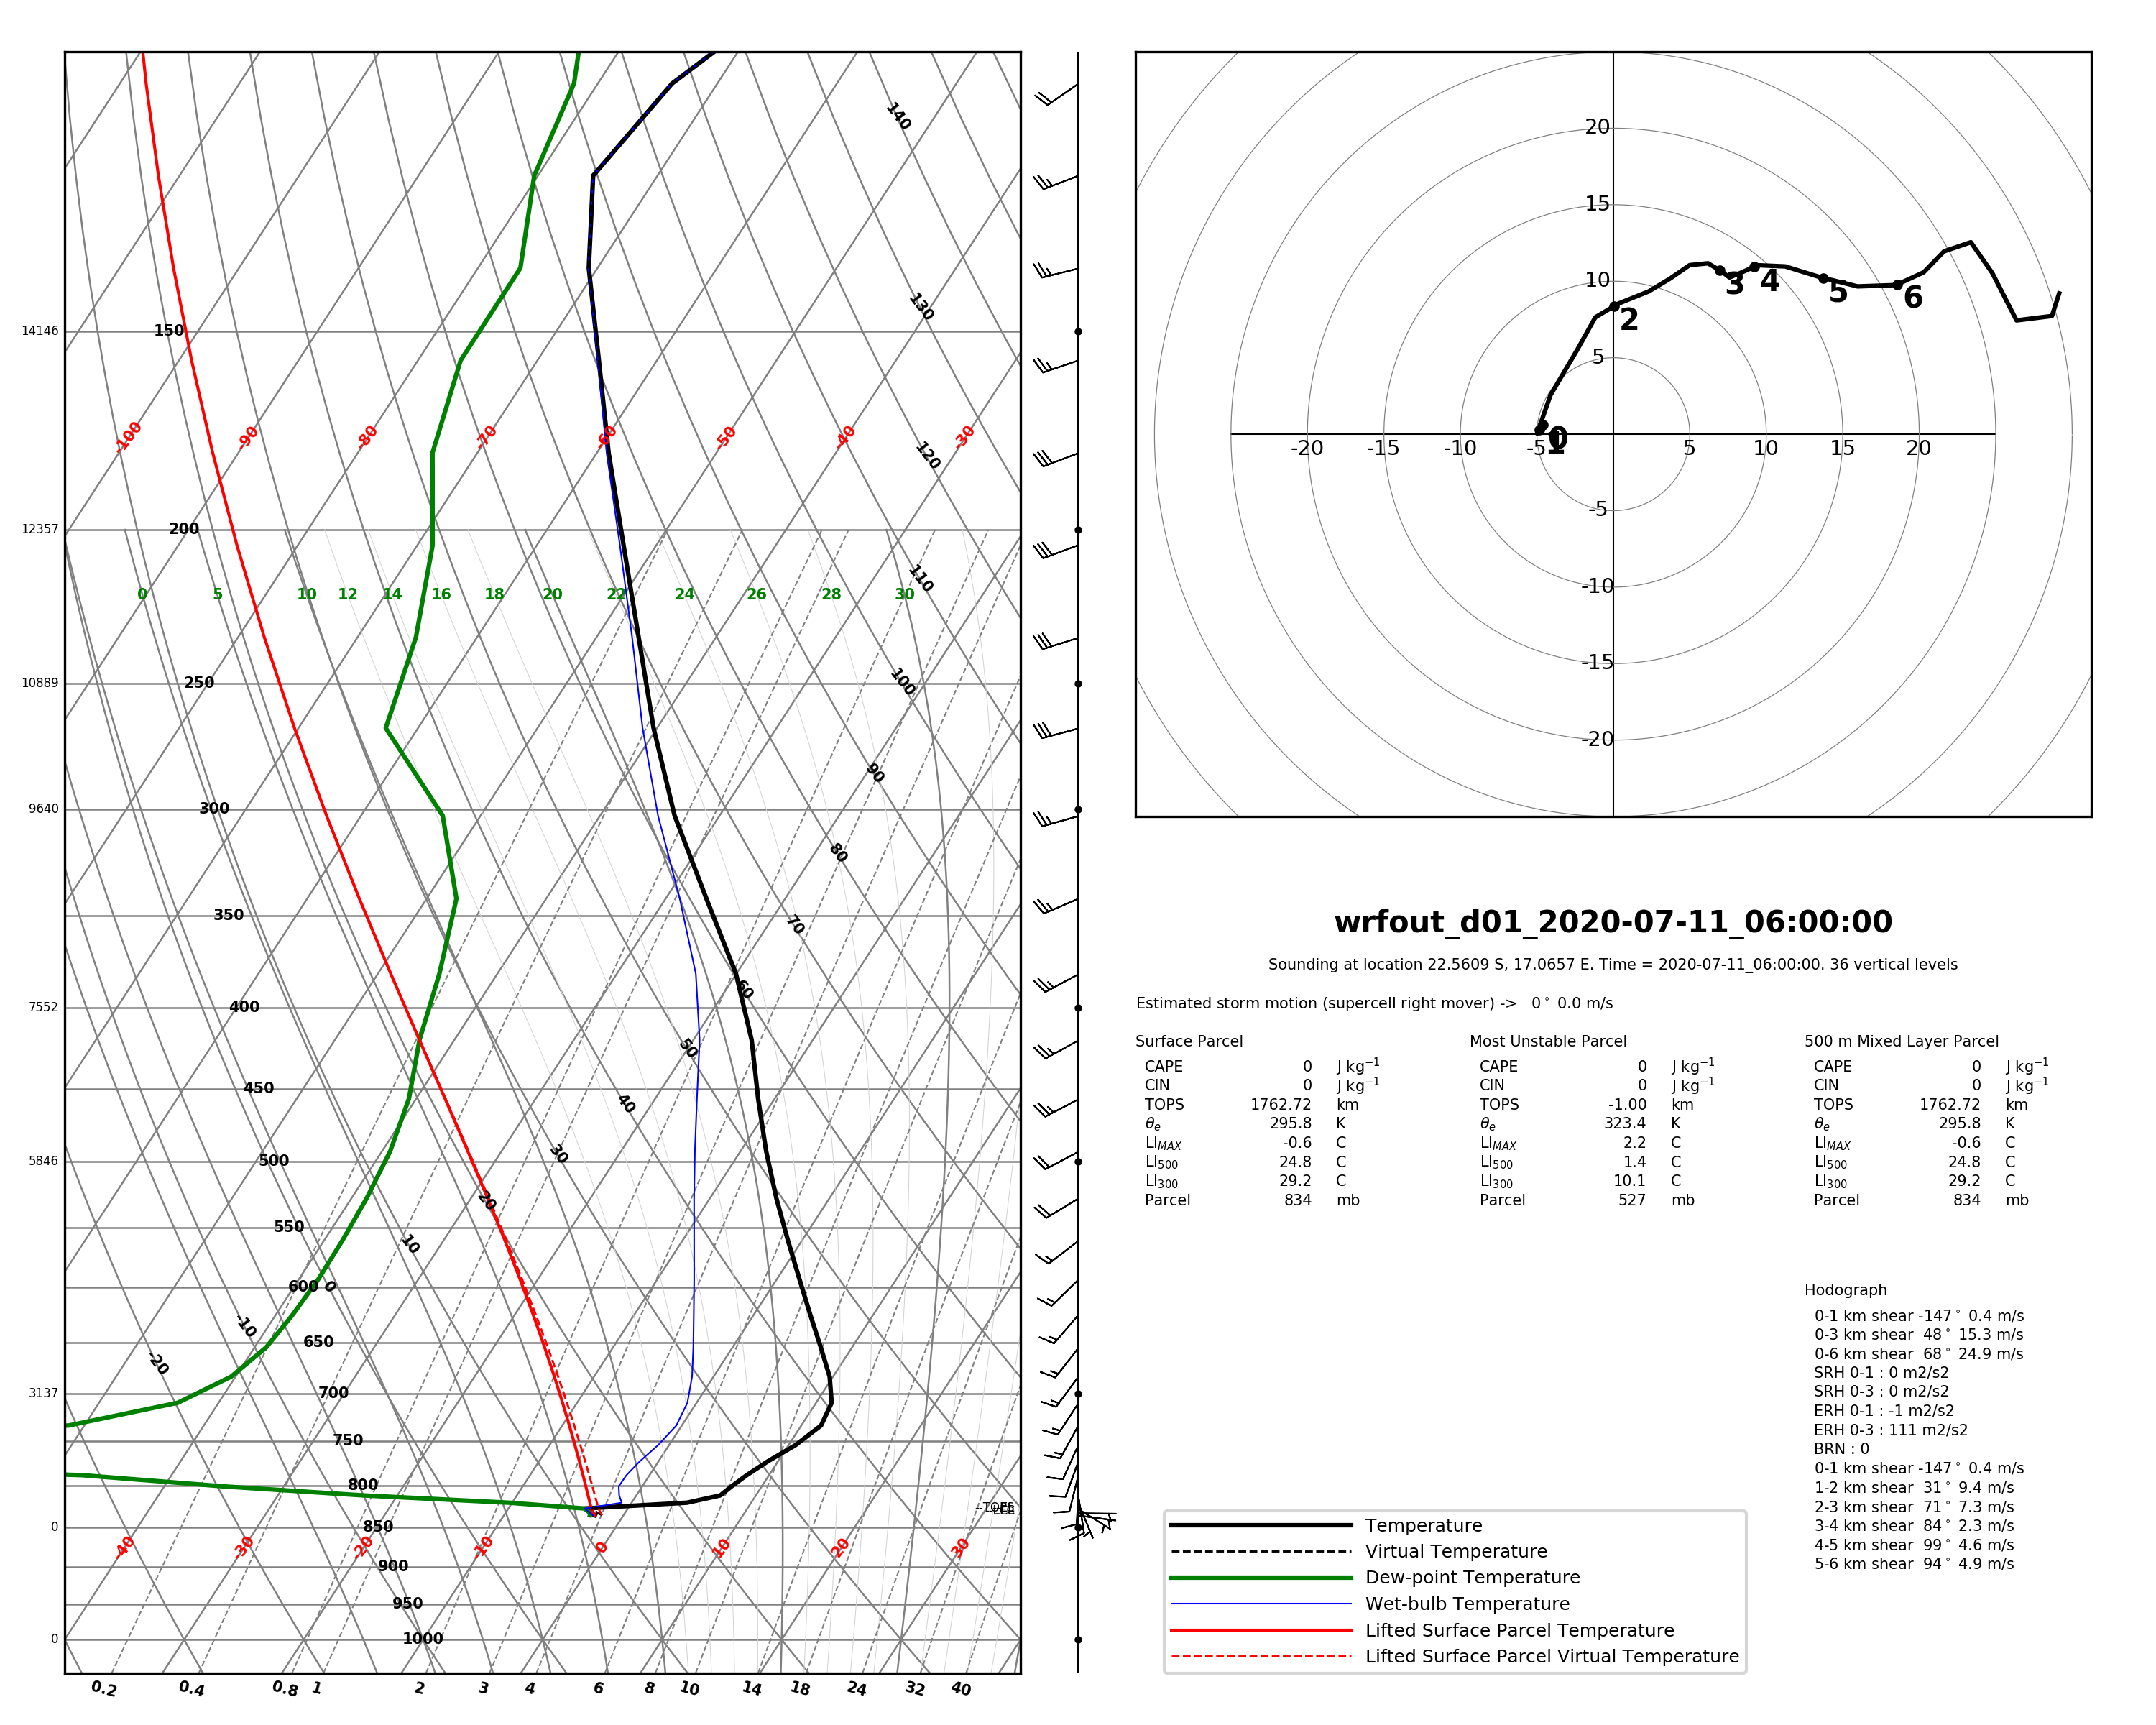 140
130
120
110
100
90
80
70
60
50
40
30
20
10
0
-10
-20
14146 150
-100 -90 -80 -70 -60 -50 -40 -30
12357 200
0 5 10 12 14 16 18 20 22 24 26 28 30
10889 250
9640 300
350
7552 400
450
5846 500
550
600
650
3137 700
750
800
0 850
-40 -30 -20 -10 0 10 20 30
900
950
0 1000
0.2 0.4 0.8 1 2 3 4 6 8 10 14 18 24 32 40
20
15
10
5
-20 -15 -10 -5 5 10 15 20
-5
-10
-15
-20
0 1 2 3 4 5 6
wrfout_d01_2020-07-11_06:00:00
Sounding at location 22.5609 S, 17.0657 E. Time = 2020-07-11_06:00:00. 36 vertical levels
Estimated storm motion (supercell right mover) -> 0° 0.0 m/s
Surface Parcel
CAPE 0 J kg⁻¹
CIN 0 J kg⁻¹
TOPS 1762.72 km
θe 295.8 K
LIMAX -0.6 C
LI500 24.8 C
LI300 29.2 C
Parcel 834 mb
Most Unstable Parcel
CAPE 0 J kg⁻¹
CIN 0 J kg⁻¹
TOPS -1.00 km
θe 323.4 K
LIMAX 2.2 C
LI500 1.4 C
LI300 10.1 C
Parcel 527 mb
500 m Mixed Layer Parcel
CAPE 0 J kg⁻¹
CIN 0 J kg⁻¹
TOPS 1762.72 km
θe 295.8 K
LIMAX -0.6 C
LI500 24.8 C
LI300 29.2 C
Parcel 834 mb
Hodograph
0-1 km shear -147° 0.4 m/s
0-3 km shear 48° 15.3 m/s
0-6 km shear 68° 24.9 m/s
SRH 0-1 : 0 m2/s2
SRH 0-3 : 0 m2/s2
ERH 0-1 : -1 m2/s2
ERH 0-3 : 111 m2/s2
BRN : 0
0-1 km shear -147° 0.4 m/s
1-2 km shear 31° 9.4 m/s
2-3 km shear 71° 7.3 m/s
3-4 km shear 84° 2.3 m/s
4-5 km shear 99° 4.6 m/s
5-6 km shear 94° 4.9 m/s
Temperature
Virtual Temperature
Dew-point Temperature
Wet-bulb Temperature
Lifted Surface Parcel Temperature
Lifted Surface Parcel Virtual Temperature